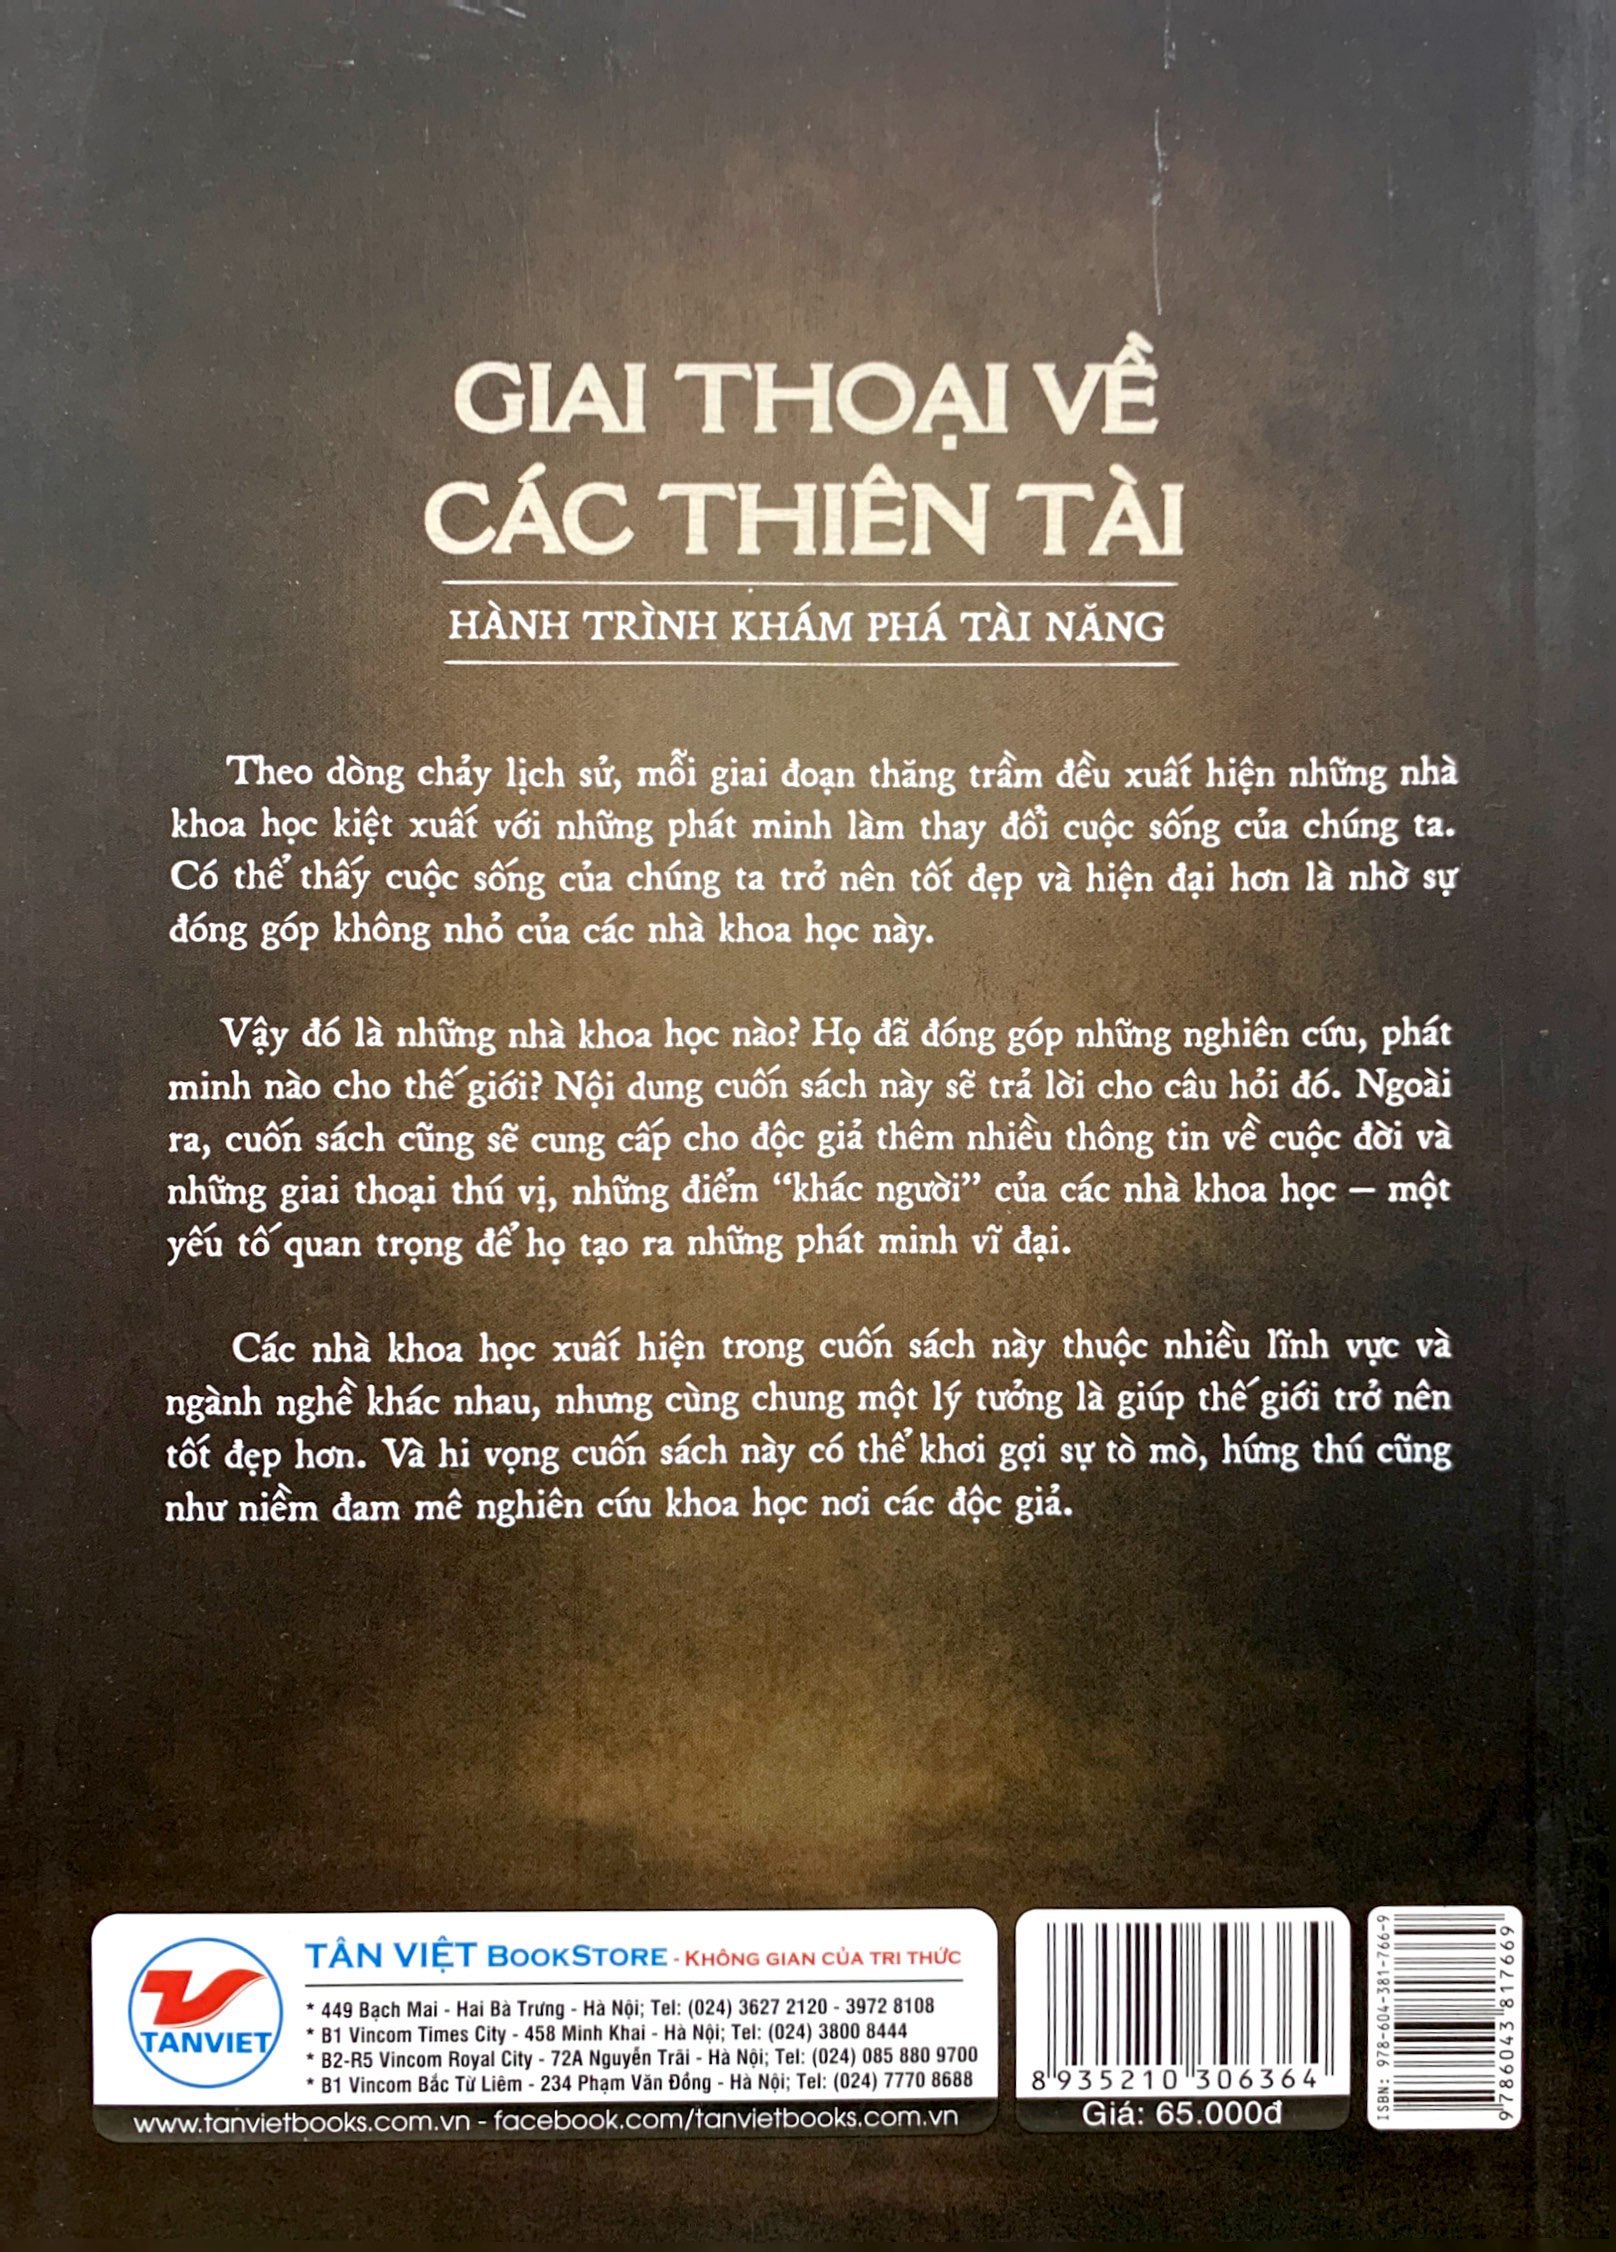 GIAI THOẠI VỀ
CÁC THIÊN TÀI
HÀNH TRÌNH KHÁM PHÁ TÀI NĂNG
Theo dòng chảy lịch sử, mỗi giai đoạn thăng trầm đều xuất hiện những nhà
khoa học kiệt xuất với những phát minh làm thay đổi cuộc sống của chúng ta.
Có thể thấy cuộc sống của chúng ta trở nên tốt đẹp và hiện đại hơn là nhờ sự
đóng góp không nhỏ của các nhà khoa học này.
Vậy đó là những nhà khoa học nào? Họ đã đóng góp những nghiên cứu, phát
minh nào cho thế giới? Nội dung cuốn sách này sẽ trả lời cho câu hỏi đó. Ngoài
ra, cuốn sách cũng sẽ cung cấp cho độc giả thêm nhiều thông tin về cuộc đời và
những giai thoại thú vị, những điểm “khác người” của các nhà khoa học – một
yếu tố quan trọng để họ tạo ra những phát minh vĩ đại.
Các nhà khoa học xuất hiện trong cuốn sách này thuộc nhiều lĩnh vực và
ngành nghề khác nhau, nhưng cùng chung một lý tưởng là giúp thế giới trở nên
tốt đẹp hơn. Và hi vọng cuốn sách này có thể khơi gợi sự tò mò, hứng thú cũng
như niềm đam mê nghiên cứu khoa học nơi các độc giả.
TANVIET
TÂN VIỆT BOOKSTORE - KHÔNG GIAN CỦA TRI THỨC
* 449 Bạch Mai - Hai Bà Trưng - Hà Nội; Tel: (024) 3627 2120 - 3972 8108
* B1 Vincom Times City - 458 Minh Khai - Hà Nội; Tel: (024) 3800 8444
* B2-R5 Vincom Royal City - 72A Nguyễn Trãi - Hà Nội; Tel: (024) 085 880 9700
* B1 Vincom Bắc Từ Liêm - 234 Phạm Văn Đồng - Hà Nội; Tel: (024) 7770 8688
www.tanvietbooks.com.vn - facebook.com/tanvietbooks.com.vn
8 935210 306364
Giá: 65.000đ
ISBN: 978-604-381-766-9
9 786043 817669